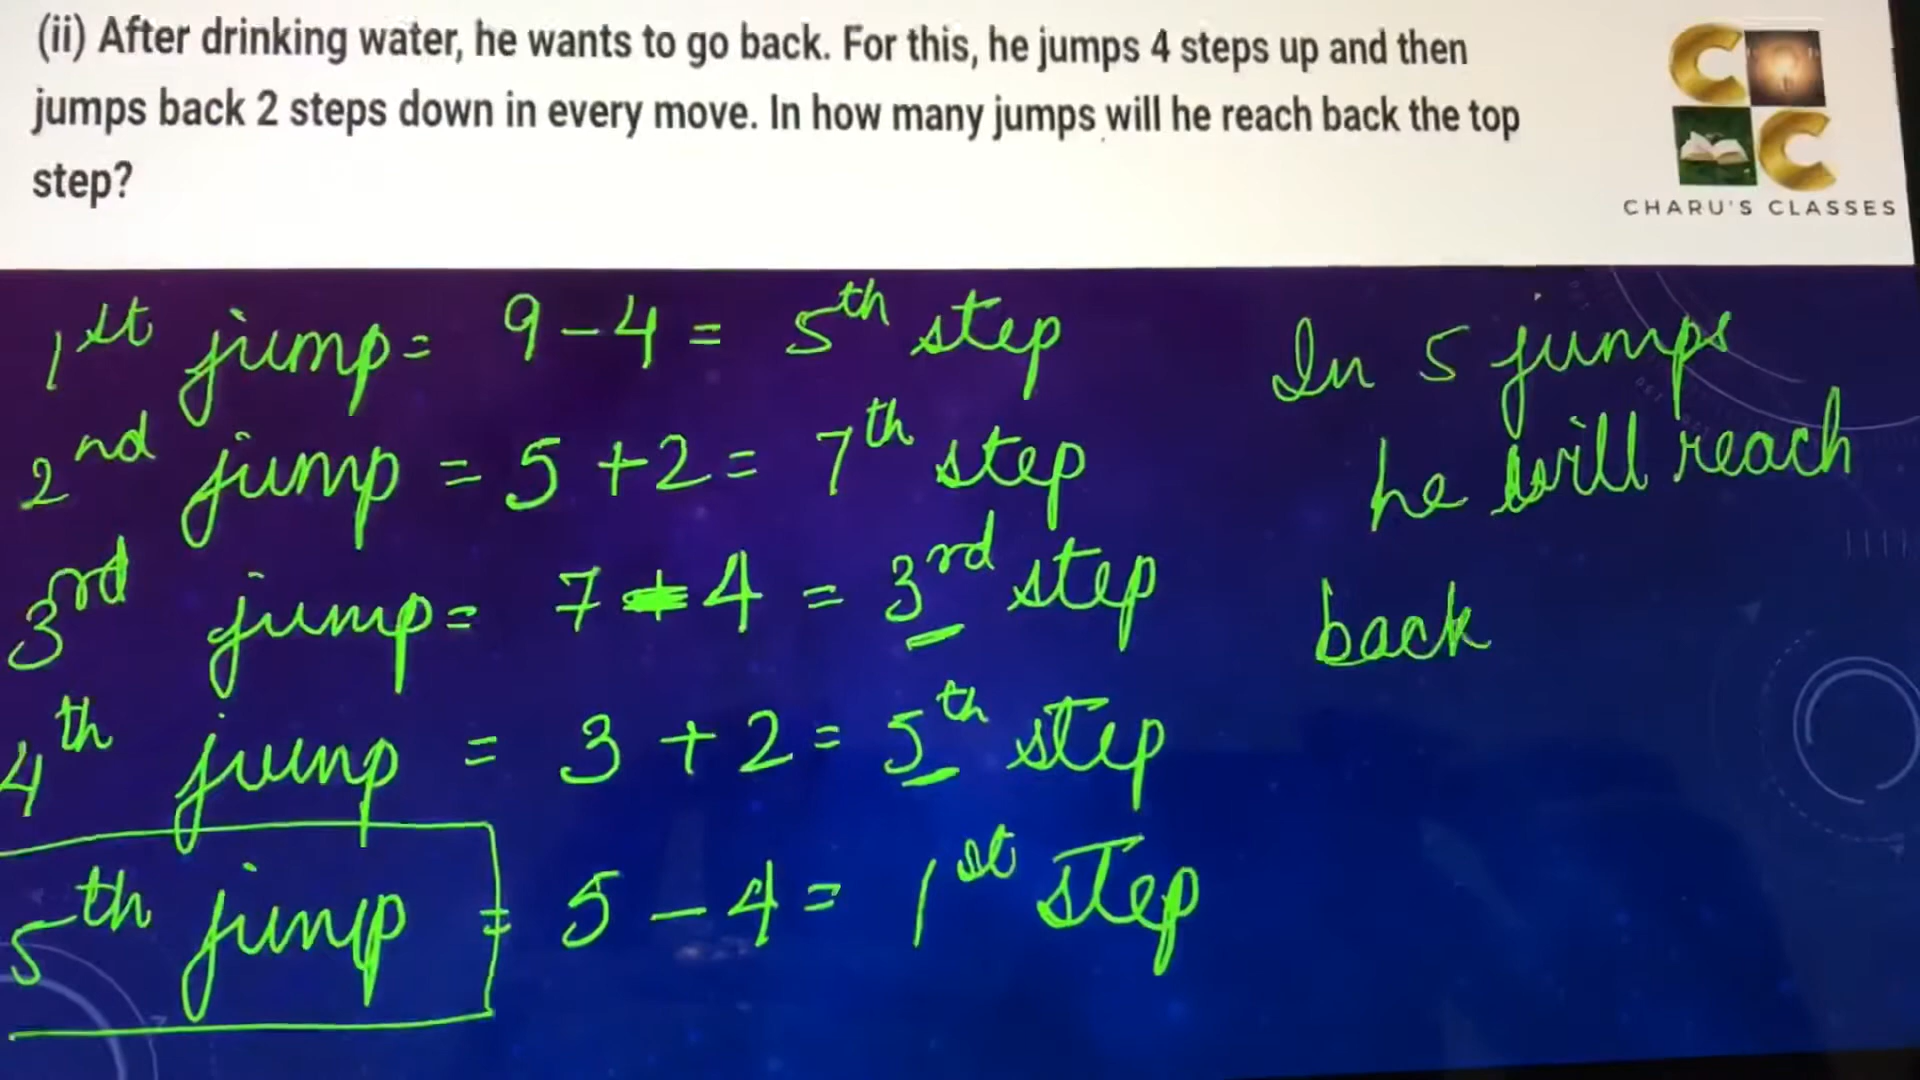 (ii) After drinking water, he wants to go back. For this, he jumps 4 steps up and then
jumps back 2 steps down in every move. In how many jumps will he reach back the top
step?
CHARU'S CLASSES
1st jump = 9 - 4 = 5th step
2nd jump = 5 + 2 = 7th step
3rd jump = 7 - 4 = 3rd step
4th jump = 3 + 2 = 5th step
5th jump = 5 - 4 = 1st step
In 5 jumps
he will reach
back